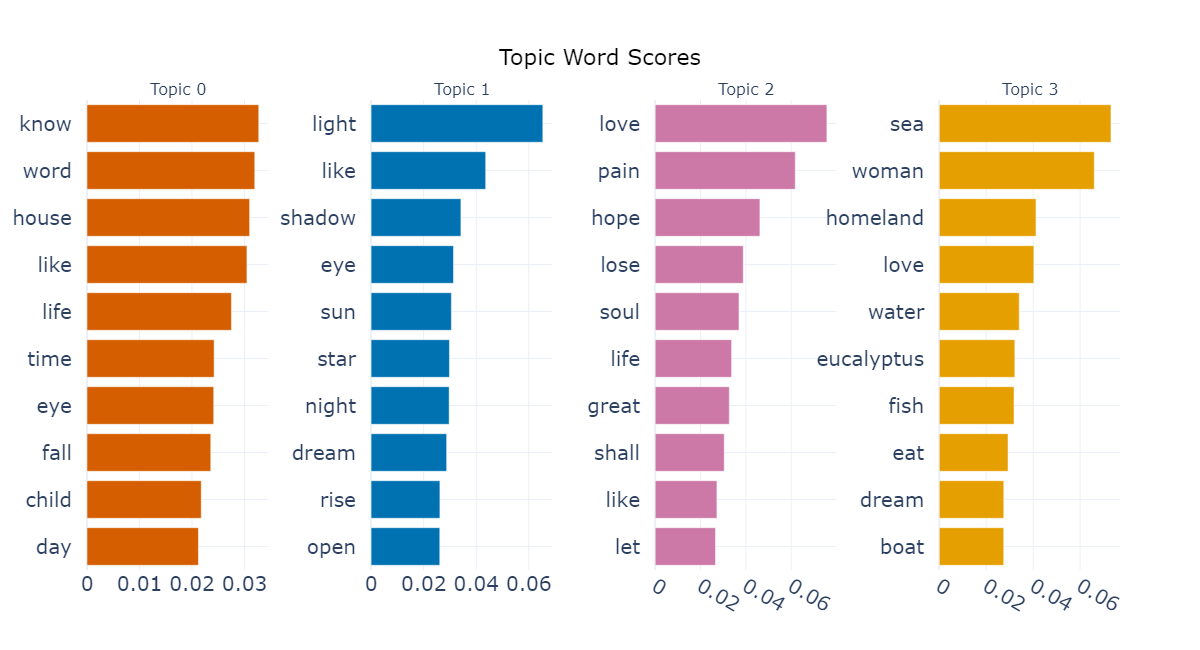 Topic Word Scores
Topic 0
know
word
house
like
life
time
eye
fall
child
day
0 0.01 0.02 0.03
Topic 1
light
like
shadow
eye
sun
star
night
dream
rise
open
0 0.02 0.04 0.06
Topic 2
love
pain
hope
lose
soul
life
great
shall
like
let
0 0.02 0.04 0.06
Topic 3
sea
woman
homeland
love
water
eucalyptus
fish
eat
dream
boat
0 0.02 0.04 0.06